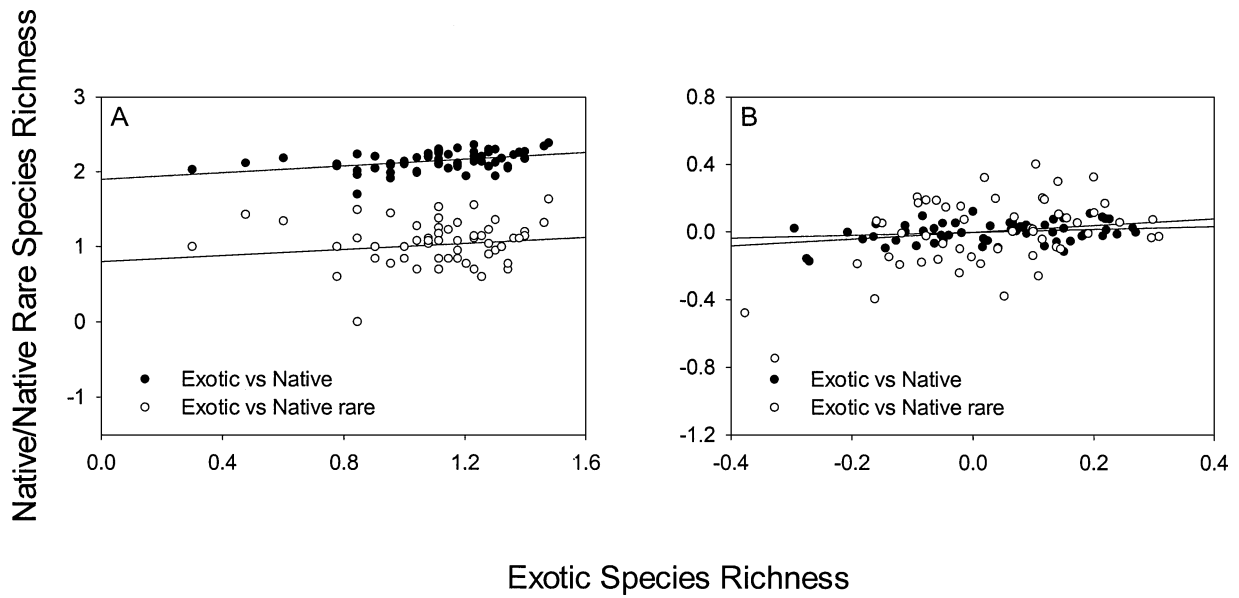 Native/Native Rare Species Richness
A
3
2
1
0
-1
Exotic vs Native
Exotic vs Native rare
0.0 0.4 0.8 1.2 1.6
B
0.8
0.4
0.0
-0.4
-0.8
-1.2
Exotic vs Native
Exotic vs Native rare
-0.4 -0.2 0.0 0.2 0.4
Exotic Species Richness